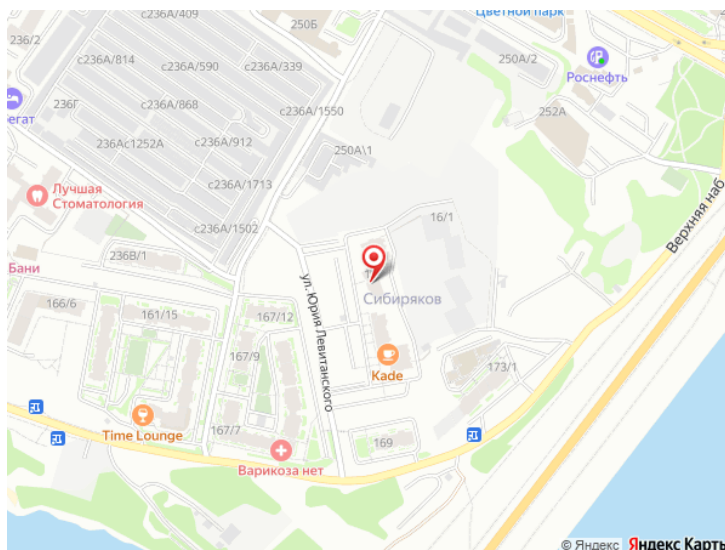 с236А/409
Цветной парк
236/2
250Б
с236А/814
с236А/590
с236А/339
250А/2
Роснефть
236Г
с236А/868
с236А/1550
252А
236Ас1252А
с236А/912
250А\1
Лучшая
Стоматология
с236А/1713
16/1
Верхняя наб
с236А/1502
236В/1
Бани
ул. Юрия Левитанского
Сибиряков
166/6
161/15
167/12
167/9
Kade
173/1
Time Lounge
167/7
169
Варикоза нет
© Яндекс Яндекс Карты